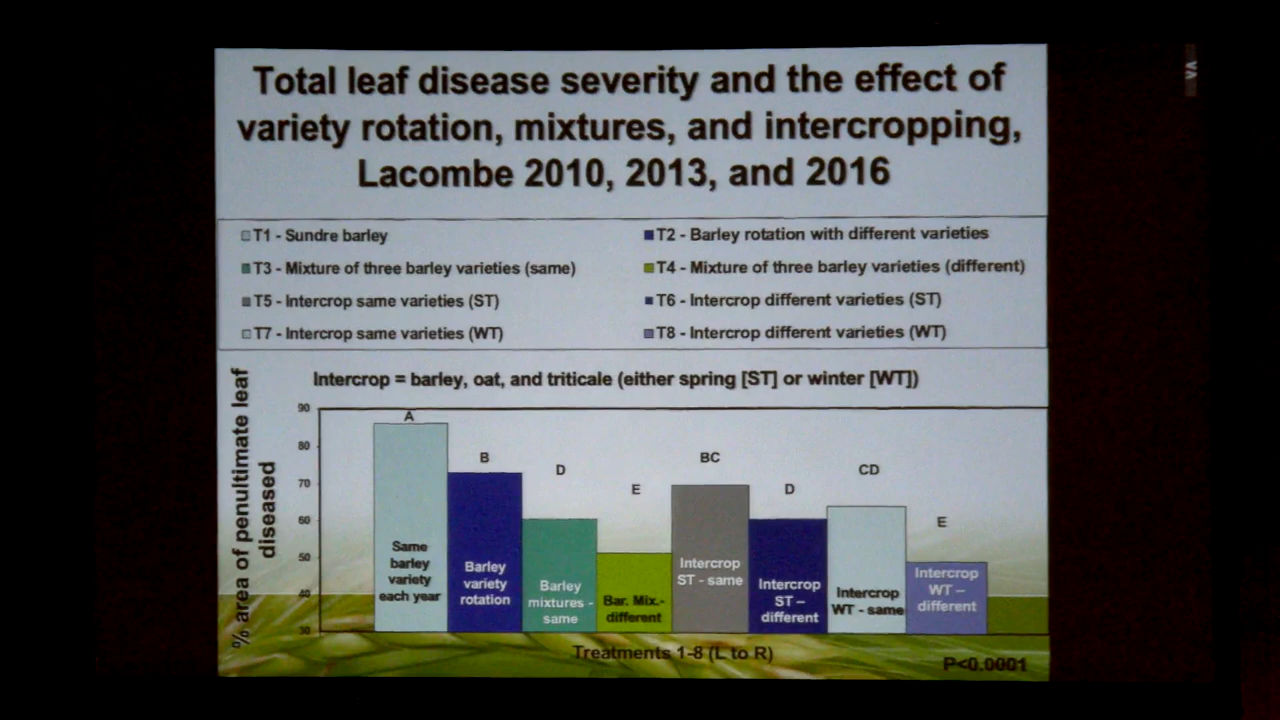 Total leaf disease severity and the effect of
variety rotation, mixtures, and intercropping,
Lacombe 2010, 2013, and 2016
T1 - Sundre barley
T2 - Barley rotation with different varieties
T3 - Mixture of three barley varieties (same)
T4 - Mixture of three barley varieties (different)
T5 - Intercrop same varieties (ST)
T6 - Intercrop different varieties (ST)
T7 - Intercrop same varieties (WT)
T8 - Intercrop different varieties (WT)
Intercrop = barley, oat, and triticale (either spring [ST] or winter [WT])
% area of penultimate leaf
diseased
90
80
70
60
50
40
30
A
B
D
E
BC
D
CD
E
Same
barley
variety
each year
Barley
variety
rotation
Barley
mixtures -
same
Bar. Mix.-
different
Intercrop
ST - same
Intercrop
ST –
different
Intercrop
WT - same
Intercrop
WT –
different
Treatments 1-8 (L to R)
P<0.0001